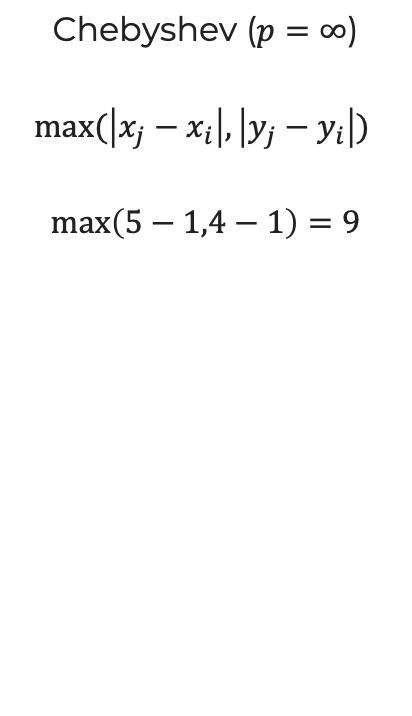 Chebyshev (p = ∞)
max(|xⱼ − xᵢ|, |yⱼ − yᵢ|)
max(5 − 1,4 − 1) = 9